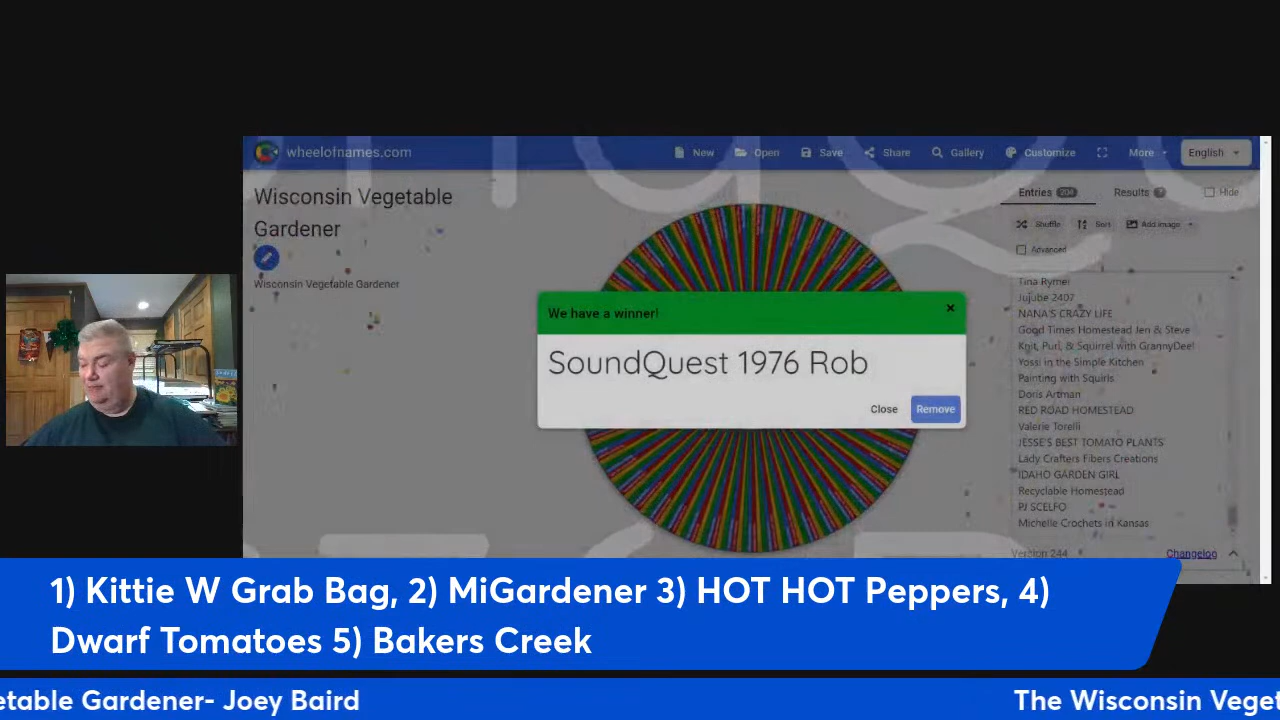 wheelofnames.com
New
Open
Save
Share
Gallery
Customize
More
English
Wisconsin Vegetable
Gardener
Wisconsin Vegetable Gardener
Entries 204
Results
Hide
Shuffle
Sort
Add image
Advanced
Tina Rymer
Jujube 2407
NANA'S CRAZY LIFE
Good Times Homestead Jen & Steve
Knit, Purl, & Squirrel with GrannyDee!
Yossi in the Simple Kitchen
Painting with Squirls
Doris Artman
RED ROAD HOMESTEAD
Valerie Torelli
JESSE'S BEST TOMATO PLANTS
Lady Crafters Fibers Creations
IDAHO GARDEN GIRL
Recyclable Homestead
PJ SCELFO
Michelle Crochets in Kansas
Version 244
Changelog
We have a winner!
SoundQuest 1976 Rob
Close
Remove
1) Kittie W Grab Bag, 2) MiGardener 3) HOT HOT Peppers, 4)
Dwarf Tomatoes 5) Bakers Creek
etable Gardener- Joey Baird
The Wisconsin Veget